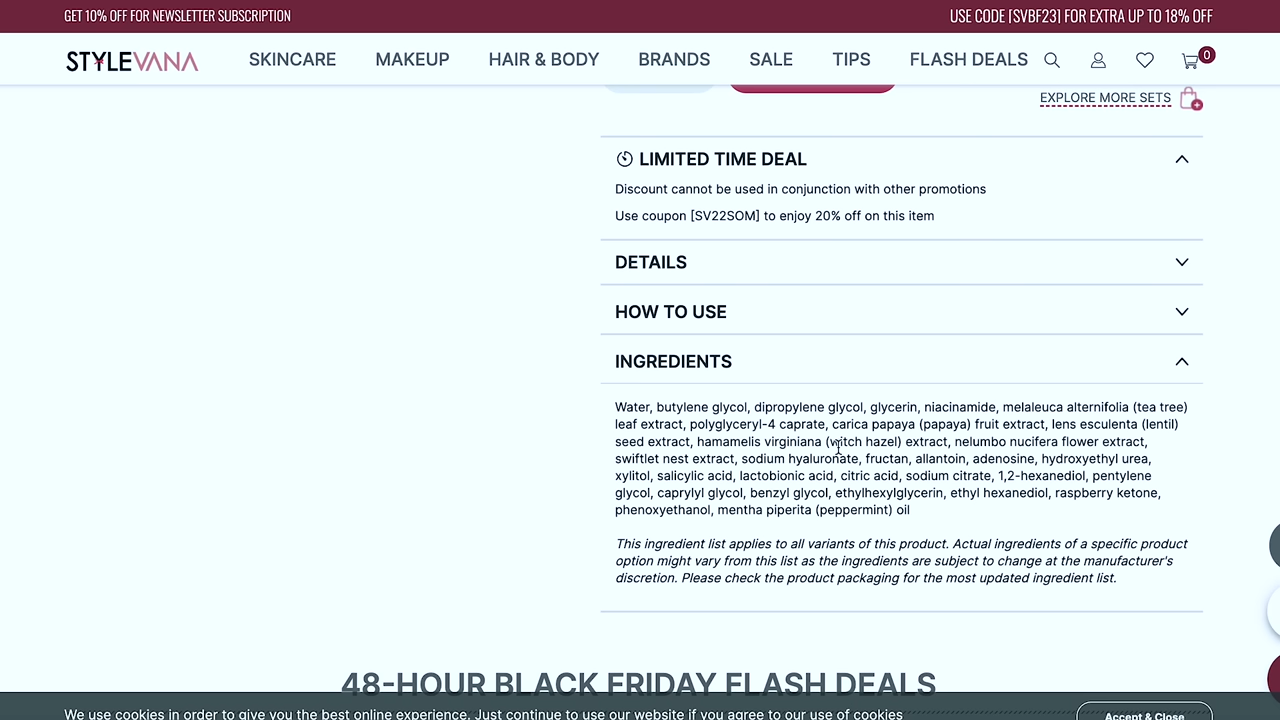 GET 10% OFF FOR NEWSLETTER SUBSCRIPTION
USE CODE [SVBF23] FOR EXTRA UP TO 18% OFF
STYLEVANA
SKINCARE MAKEUP HAIR & BODY BRANDS SALE TIPS FLASH DEALS 0
EXPLORE MORE SETS
LIMITED TIME DEAL
Discount cannot be used in conjunction with other promotions
Use coupon [SV22SOM] to enjoy 20% off on this item
DETAILS
HOW TO USE
INGREDIENTS
Water, butylene glycol, dipropylene glycol, glycerin, niacinamide, melaleuca alternifolia (tea tree)
leaf extract, polyglyceryl-4 caprate, carica papaya (papaya) fruit extract, lens esculenta (lentil)
seed extract, hamamelis virginiana (witch hazel) extract, nelumbo nucifera flower extract,
swiftlet nest extract, sodium hyaluronate, fructan, allantoin, adenosine, hydroxyethyl urea,
xylitol, salicylic acid, lactobionic acid, citric acid, sodium citrate, 1,2-hexanediol, pentylene
glycol, caprylyl glycol, benzyl glycol, ethylhexylglycerin, ethyl hexanediol, raspberry ketone,
phenoxyethanol, mentha piperita (peppermint) oil
This ingredient list applies to all variants of this product. Actual ingredients of a specific product
option might vary from this list as the ingredients are subject to change at the manufacturer's
discretion. Please check the product packaging for the most updated ingredient list.
48-HOUR BLACK FRIDAY FLASH DEALS
We use cookies in order to give you the best online experience. Just continue to use our website if you agree to our use of cookies
Accept & Close